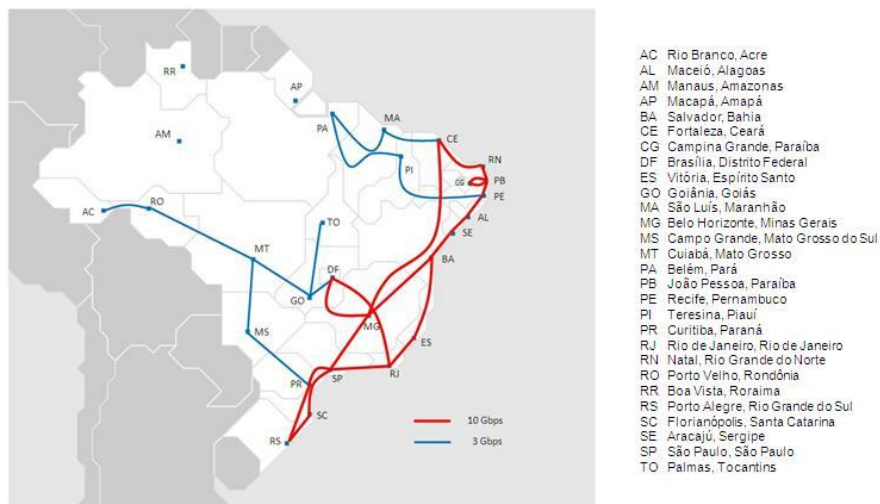 RR
AP
PA
MA
CE
AM
RN
PI
CG
PB
PE
AC
RO
TO
AL
SE
MT
DF
BA
GO
MG
MS
ES
PR
SP
RJ
SC
10 Gbps
RS
3 Gbps
AC Rio Branco, Acre
AL Maceió, Alagoas
AM Manaus, Amazonas
AP Macapá, Amapá
BA Salvador, Bahia
CE Fortaleza, Ceará
CG Campina Grande, Paraíba
DF Brasília, Distrito Federal
ES Vitória, Espírito Santo
GO Goiânia, Goiás
MA São Luís, Maranhão
MG Belo Horizonte, Minas Gerais
MS Campo Grande, Mato Grosso do Sul
MT Cuiabá, Mato Grosso
PA Belém, Pará
PB João Pessoa, Paraíba
PE Recife, Pernambuco
PI Teresina, Piauí
PR Curitiba, Paraná
RJ Rio de Janeiro, Rio de Janeiro
RN Natal, Rio Grande do Norte
RO Porto Velho, Rondônia
RR Boa Vista, Roraima
RS Porto Alegre, Rio Grande do Sul
SC Florianópolis, Santa Catarina
SE Aracajú, Sergipe
SP São Paulo, São Paulo
TO Palmas, Tocantins